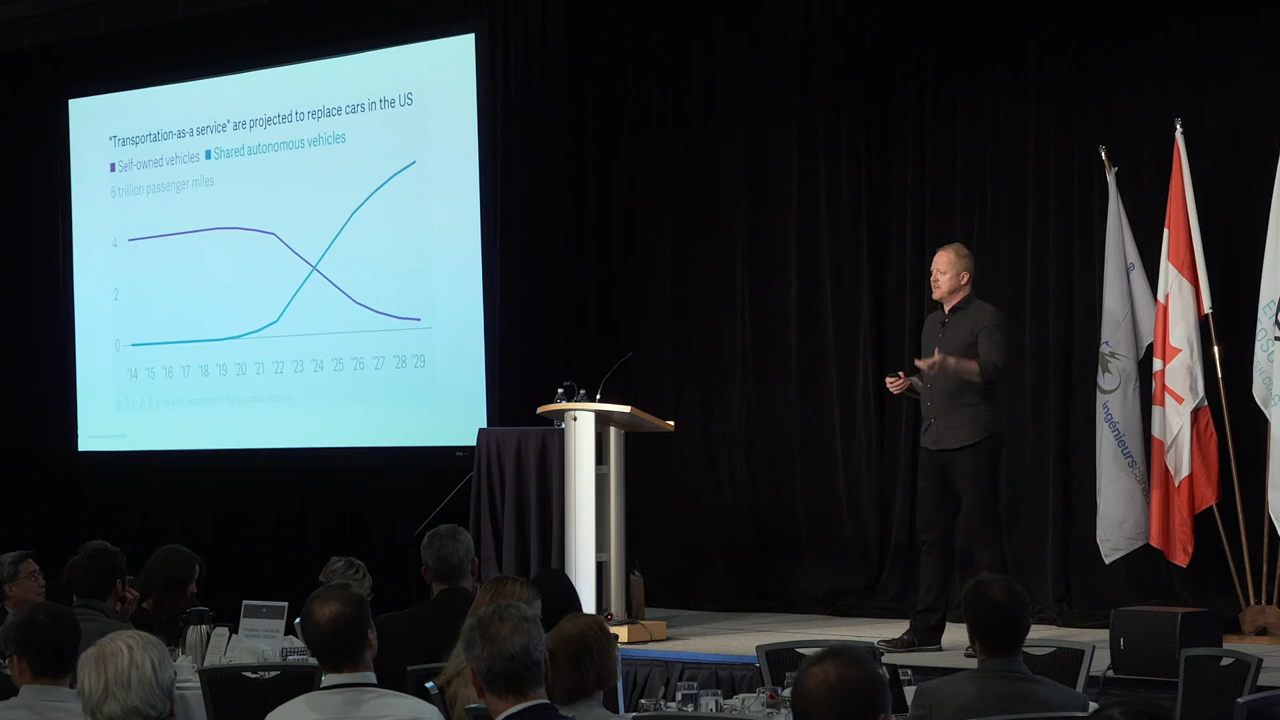 "Transportation-as-a service" are projected to replace cars in the US
Self-owned vehicles Shared autonomous vehicles
6 trillion passenger miles
4
2
0
'14 '15 '16 '17 '18 '19 '20 '21 '22 '23 '24 '25 '26 '27 '28 '29
ingénieurscana